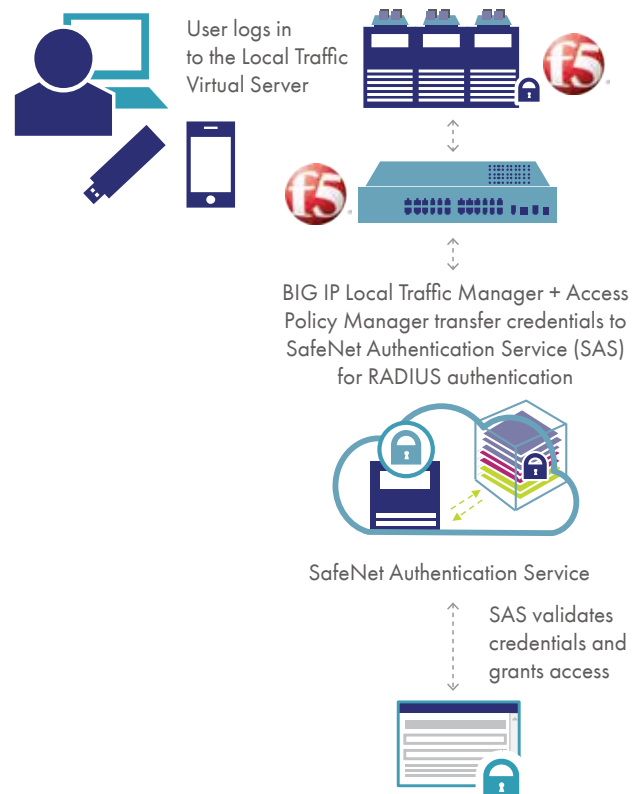 User logs in
to the Local Traffic
Virtual Server
f5
f5
BIG IP Local Traffic Manager + Access
Policy Manager transfer credentials to
SafeNet Authentication Service (SAS)
for RADIUS authentication
SafeNet Authentication Service
SAS validates
credentials and
grants access